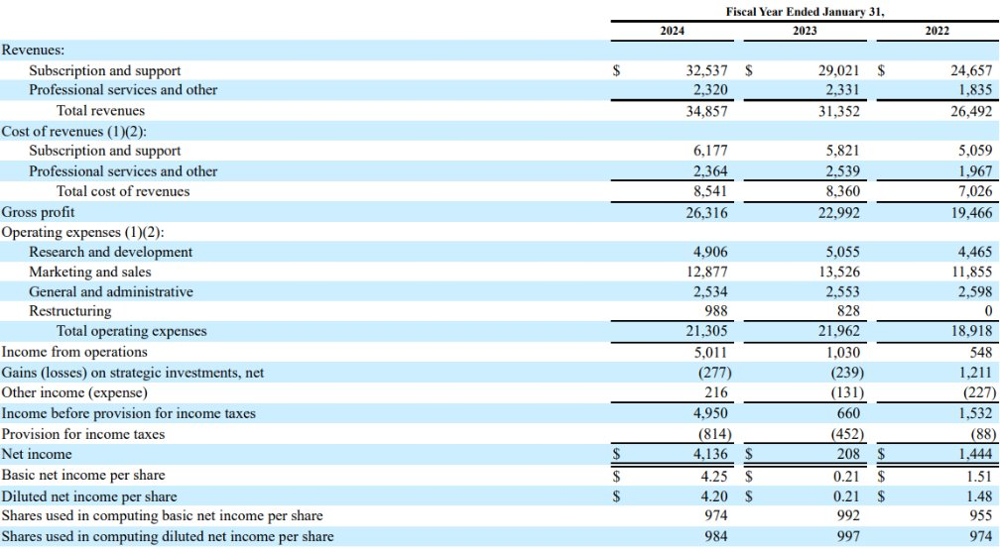 Fiscal Year Ended January 31,
2024 2023 2022
Revenues:
Subscription and support $ 32,537 $ 29,021 $ 24,657
Professional services and other 2,320 2,331 1,835
Total revenues 34,857 31,352 26,492
Cost of revenues (1)(2):
Subscription and support 6,177 5,821 5,059
Professional services and other 2,364 2,539 1,967
Total cost of revenues 8,541 8,360 7,026
Gross profit 26,316 22,992 19,466
Operating expenses (1)(2):
Research and development 4,906 5,055 4,465
Marketing and sales 12,877 13,526 11,855
General and administrative 2,534 2,553 2,598
Restructuring 988 828 0
Total operating expenses 21,305 21,962 18,918
Income from operations 5,011 1,030 548
Gains (losses) on strategic investments, net (277) (239) 1,211
Other income (expense) 216 (131) (227)
Income before provision for income taxes 4,950 660 1,532
Provision for income taxes (814) (452) (88)
Net income $ 4,136 $ 208 $ 1,444
Basic net income per share $ 4.25 $ 0.21 $ 1.51
Diluted net income per share $ 4.20 $ 0.21 $ 1.48
Shares used in computing basic net income per share 974 992 955
Shares used in computing diluted net income per share 984 997 974